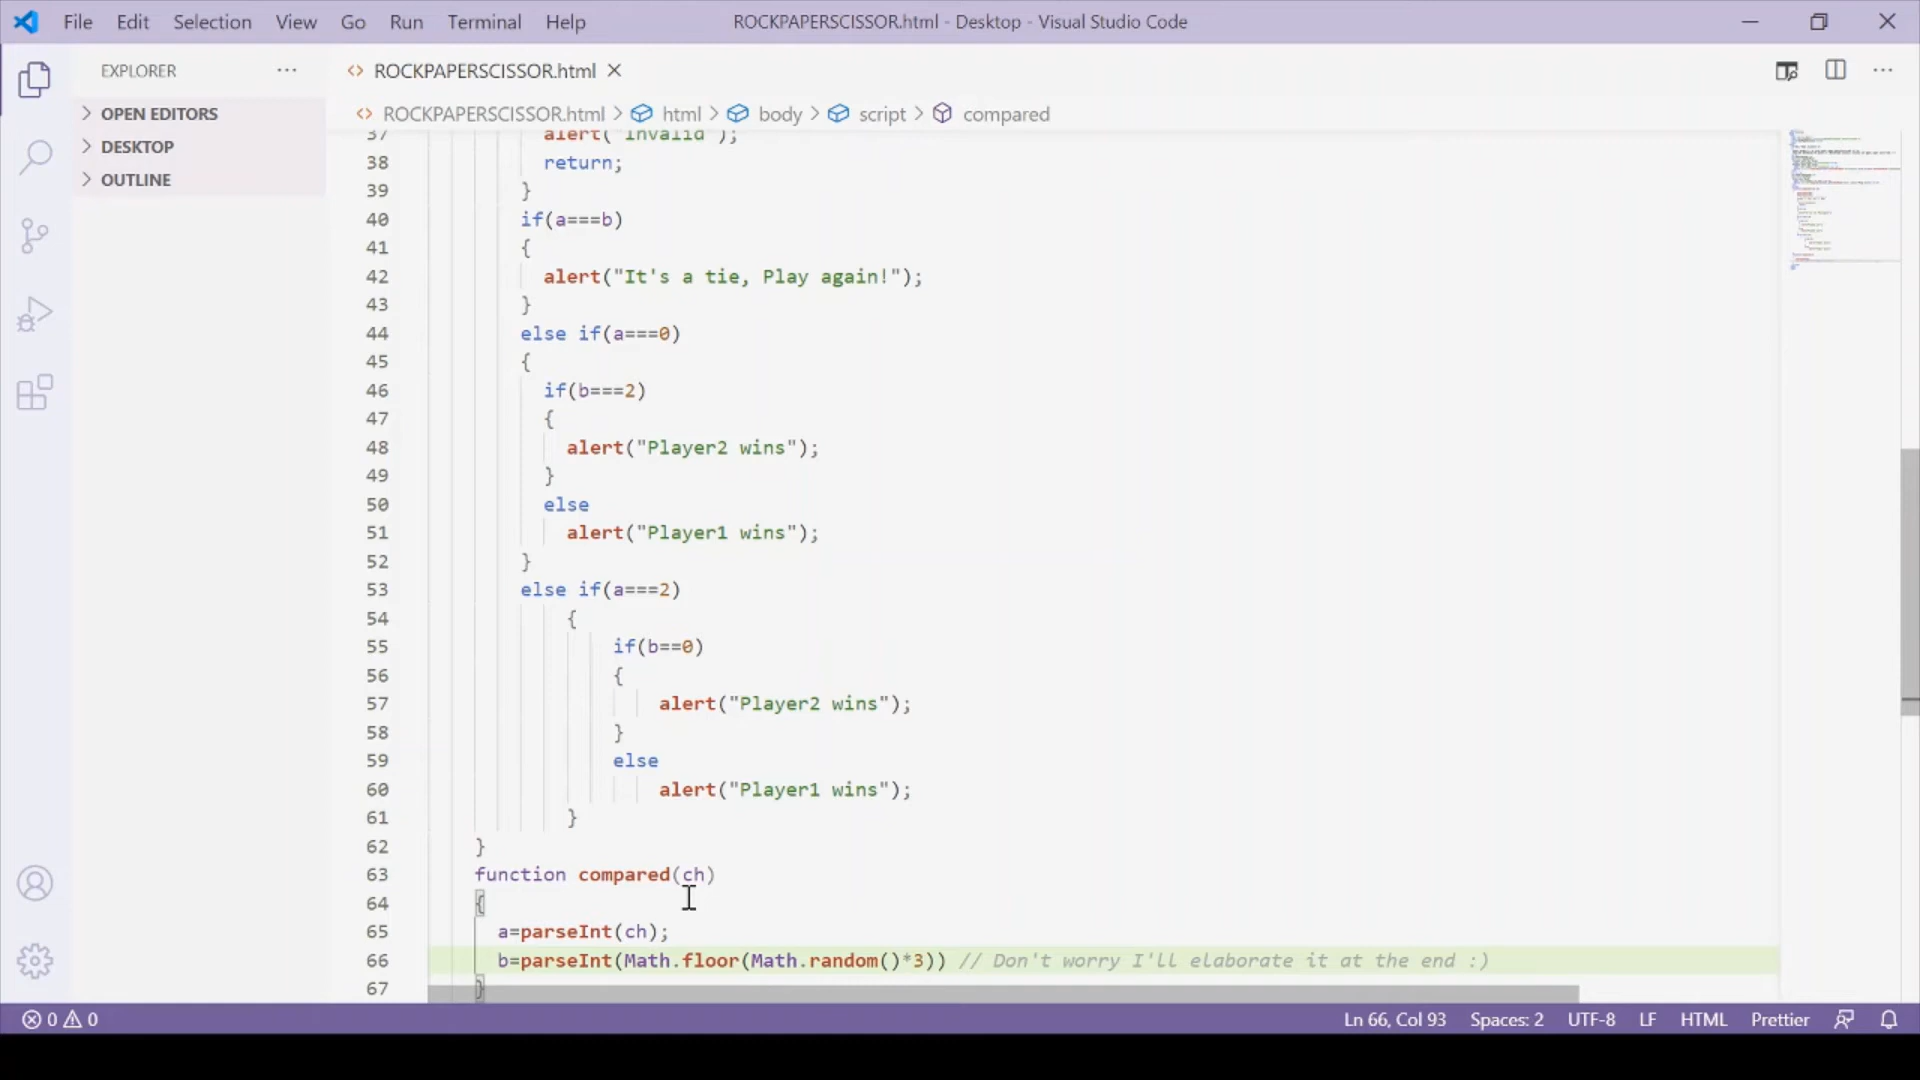 File Edit Selection View Go Run Terminal Help ROCKPAPERSCISSOR.html - Desktop - Visual Studio Code
EXPLORER ··· <> ROCKPAPERSCISSOR.html ×
<> ROCKPAPERSCISSOR.html > html > body > script > compared
OPEN EDITORS
DESKTOP
OUTLINE
37 alert("Invalid");
38 return;
39 }
40 if(a===b)
41 {
42 alert("It's a tie, Play again!");
43 }
44 else if(a===0)
45 {
46 if(b===2)
47 {
48 alert("Player2 wins");
49 }
50 else
51 alert("Player1 wins");
52 }
53 else if(a===2)
54 {
55 if(b==0)
56 {
57 alert("Player2 wins");
58 }
59 else
60 alert("Player1 wins");
61 }
62 }
63 function compared(ch)
64 {
65 a=parseInt(ch);
66 b=parseInt(Math.floor(Math.random()*3)) // Don't worry I'll elaborate it at the end :)
67 }
0 0 Ln 66, Col 93 Spaces: 2 UTF-8 LF HTML Prettier